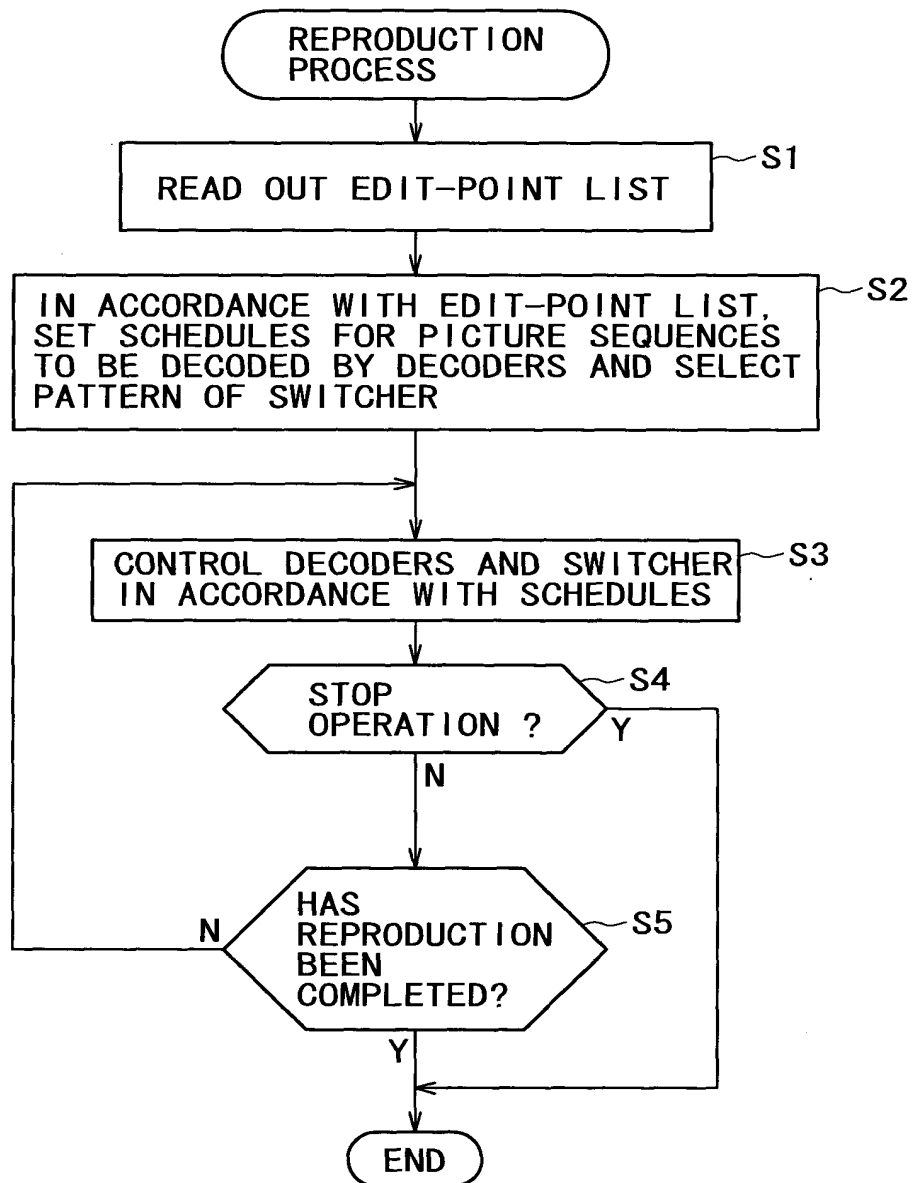 REPRODUCTION
PROCESS
S1
READ OUT EDIT-POINT LIST
S2
IN ACCORDANCE WITH EDIT-POINT LIST,
SET SCHEDULES FOR PICTURE SEQUENCES
TO BE DECODED BY DECODERS AND SELECT
PATTERN OF SWITCHER
S3
CONTROL DECODERS AND SWITCHER
IN ACCORDANCE WITH SCHEDULES
S4
STOP
OPERATION ?
Y
N
HAS
REPRODUCTION
BEEN
COMPLETED?
S5
N
Y
END